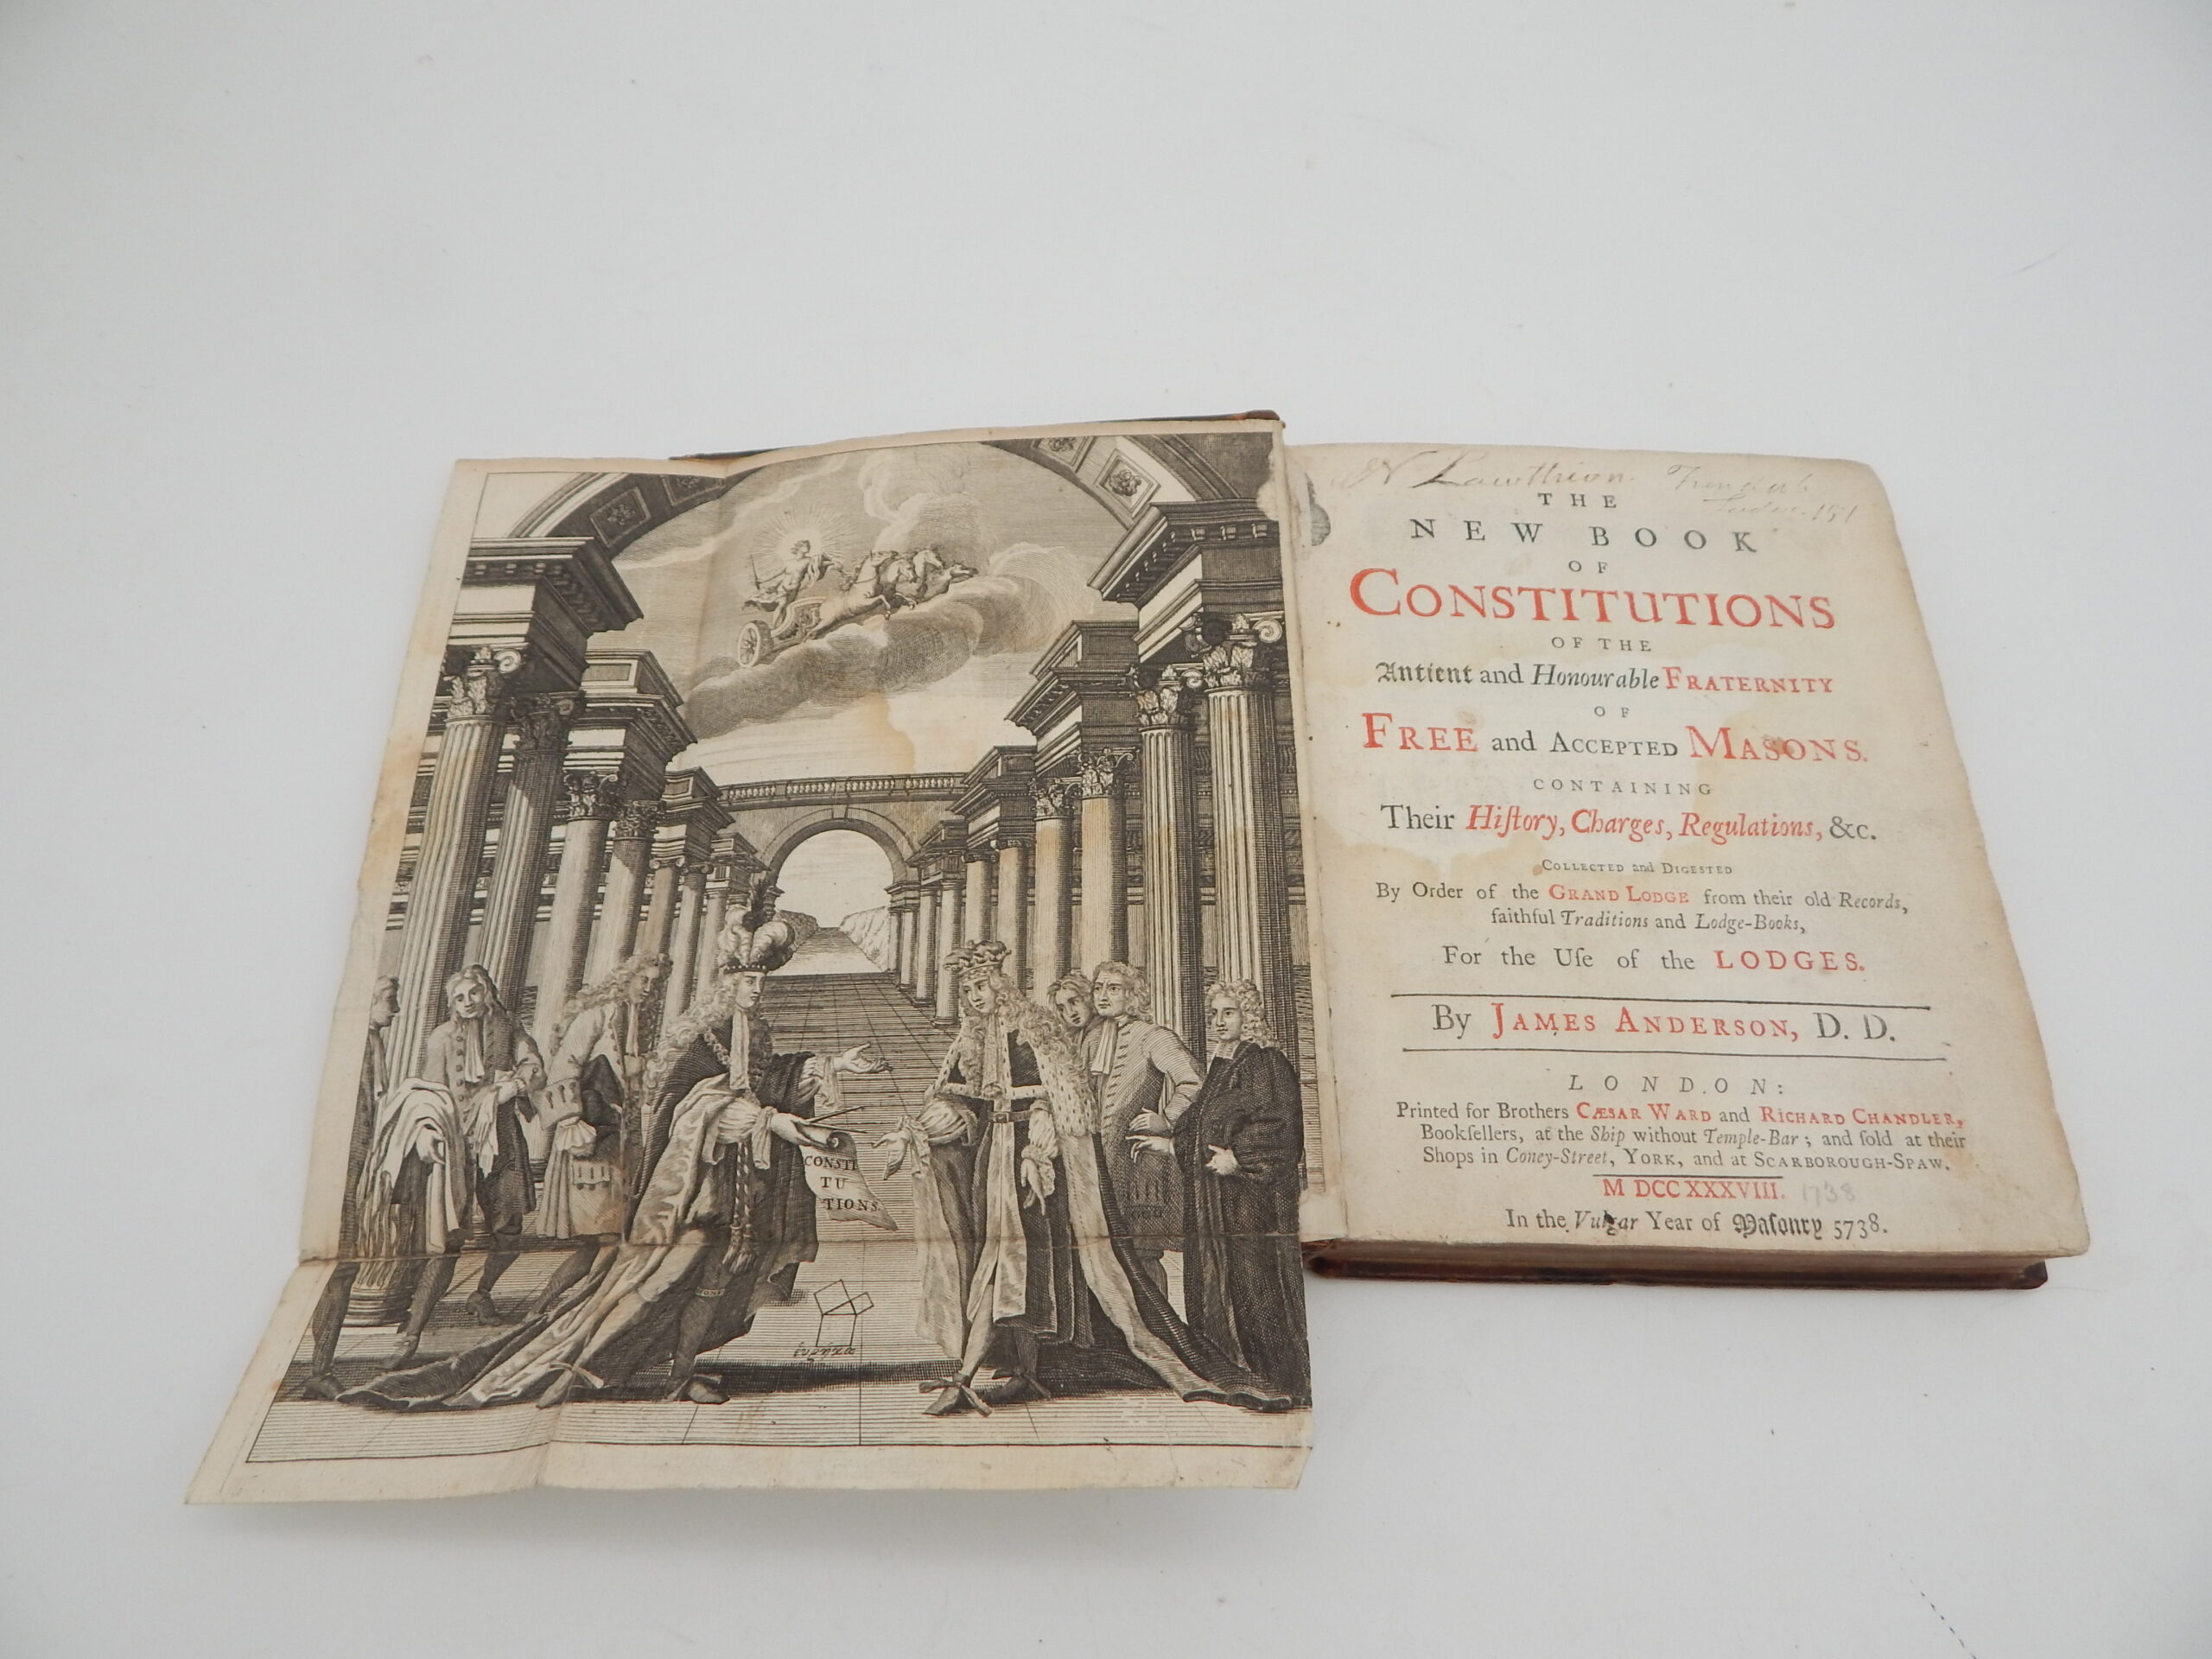 CONSTI
TU
TIONS.
εὕρηκα
N Lawthion.
THE
NEW BOOK
OF
CONSTITUTIONS
OF THE
Antient and Honourable FRATERNITY
OF
FREE and ACCEPTED MASONS.
CONTAINING
Their Hiſtory, Charges, Regulations, &c.
COLLECTED and DIGESTED
By Order of the GRAND LODGE from their old Records,
faithful Traditions and Lodge-Books,
For the Uſe of the LODGES.
By JAMES ANDERSON, D. D.
LONDON:
Printed for Brothers CÆSAR WARD and RICHARD CHANDLER,
Bookſellers, at the Ship without Temple-Bar; and ſold at their
Shops in Coney-Street, YORK, and at SCARBOROUGH-SPAW.
M DCC XXXVIII. 1738
In the Vulgar Year of Maſonry 5738.